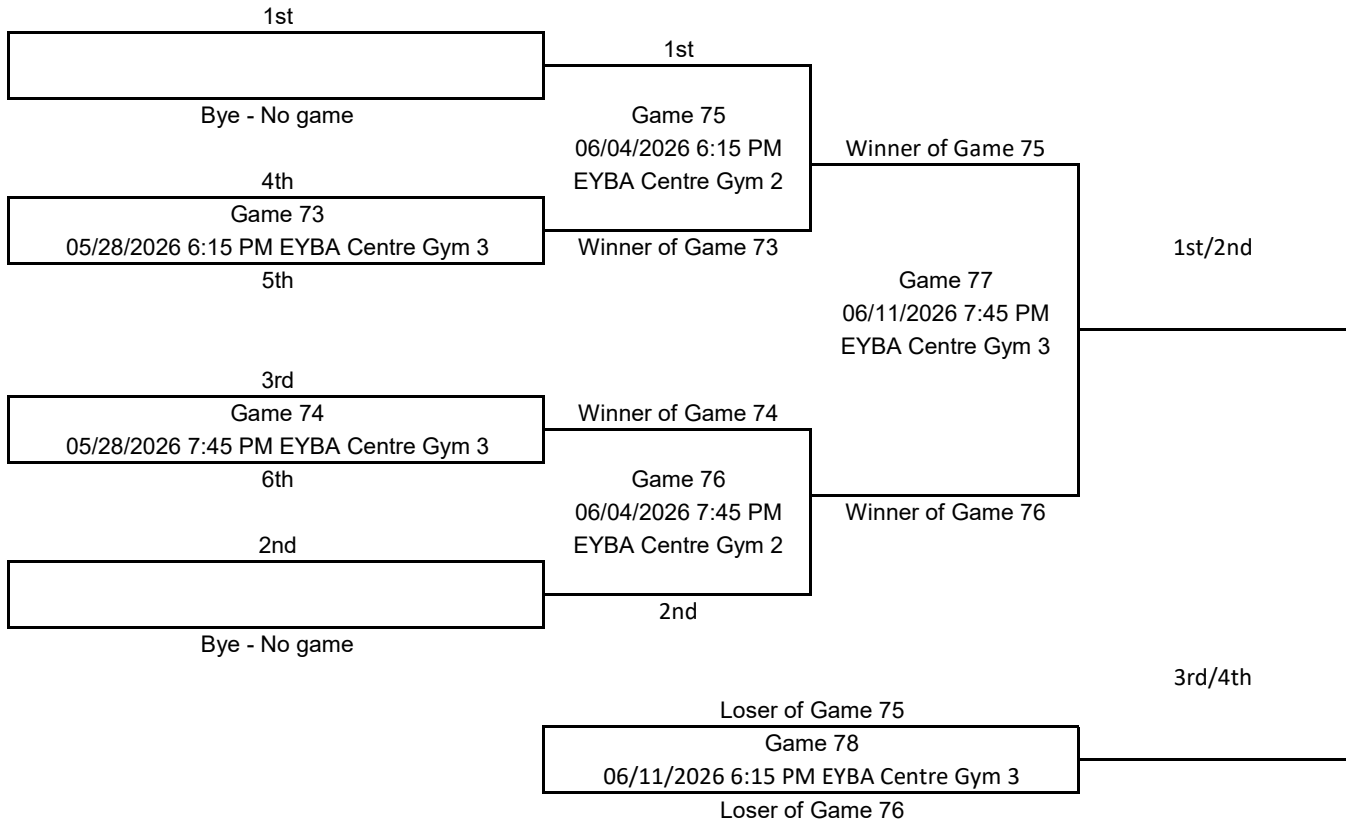 1st
Bye - No game
4th
Game 73
05/28/2026 6:15 PM EYBA Centre Gym 3
5th
3rd
Game 74
05/28/2026 7:45 PM EYBA Centre Gym 3
6th
2nd
Bye - No game
1st
Game 75
06/04/2026 6:15 PM
EYBA Centre Gym 2
Winner of Game 73
Winner of Game 74
Game 76
06/04/2026 7:45 PM
EYBA Centre Gym 2
2nd
Winner of Game 75
Game 77
06/11/2026 7:45 PM
EYBA Centre Gym 3
Winner of Game 76
1st/2nd
Loser of Game 75
Game 78
06/11/2026 6:15 PM EYBA Centre Gym 3
Loser of Game 76
3rd/4th